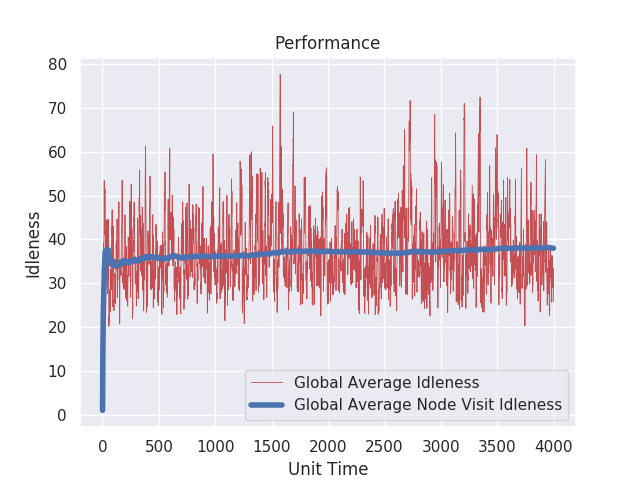 Performance
80
70
60
50
40
30
20
10
0
Idleness
0 500 1000 1500 2000 2500 3000 3500 4000
Unit Time
Global Average Idleness
Global Average Node Visit Idleness